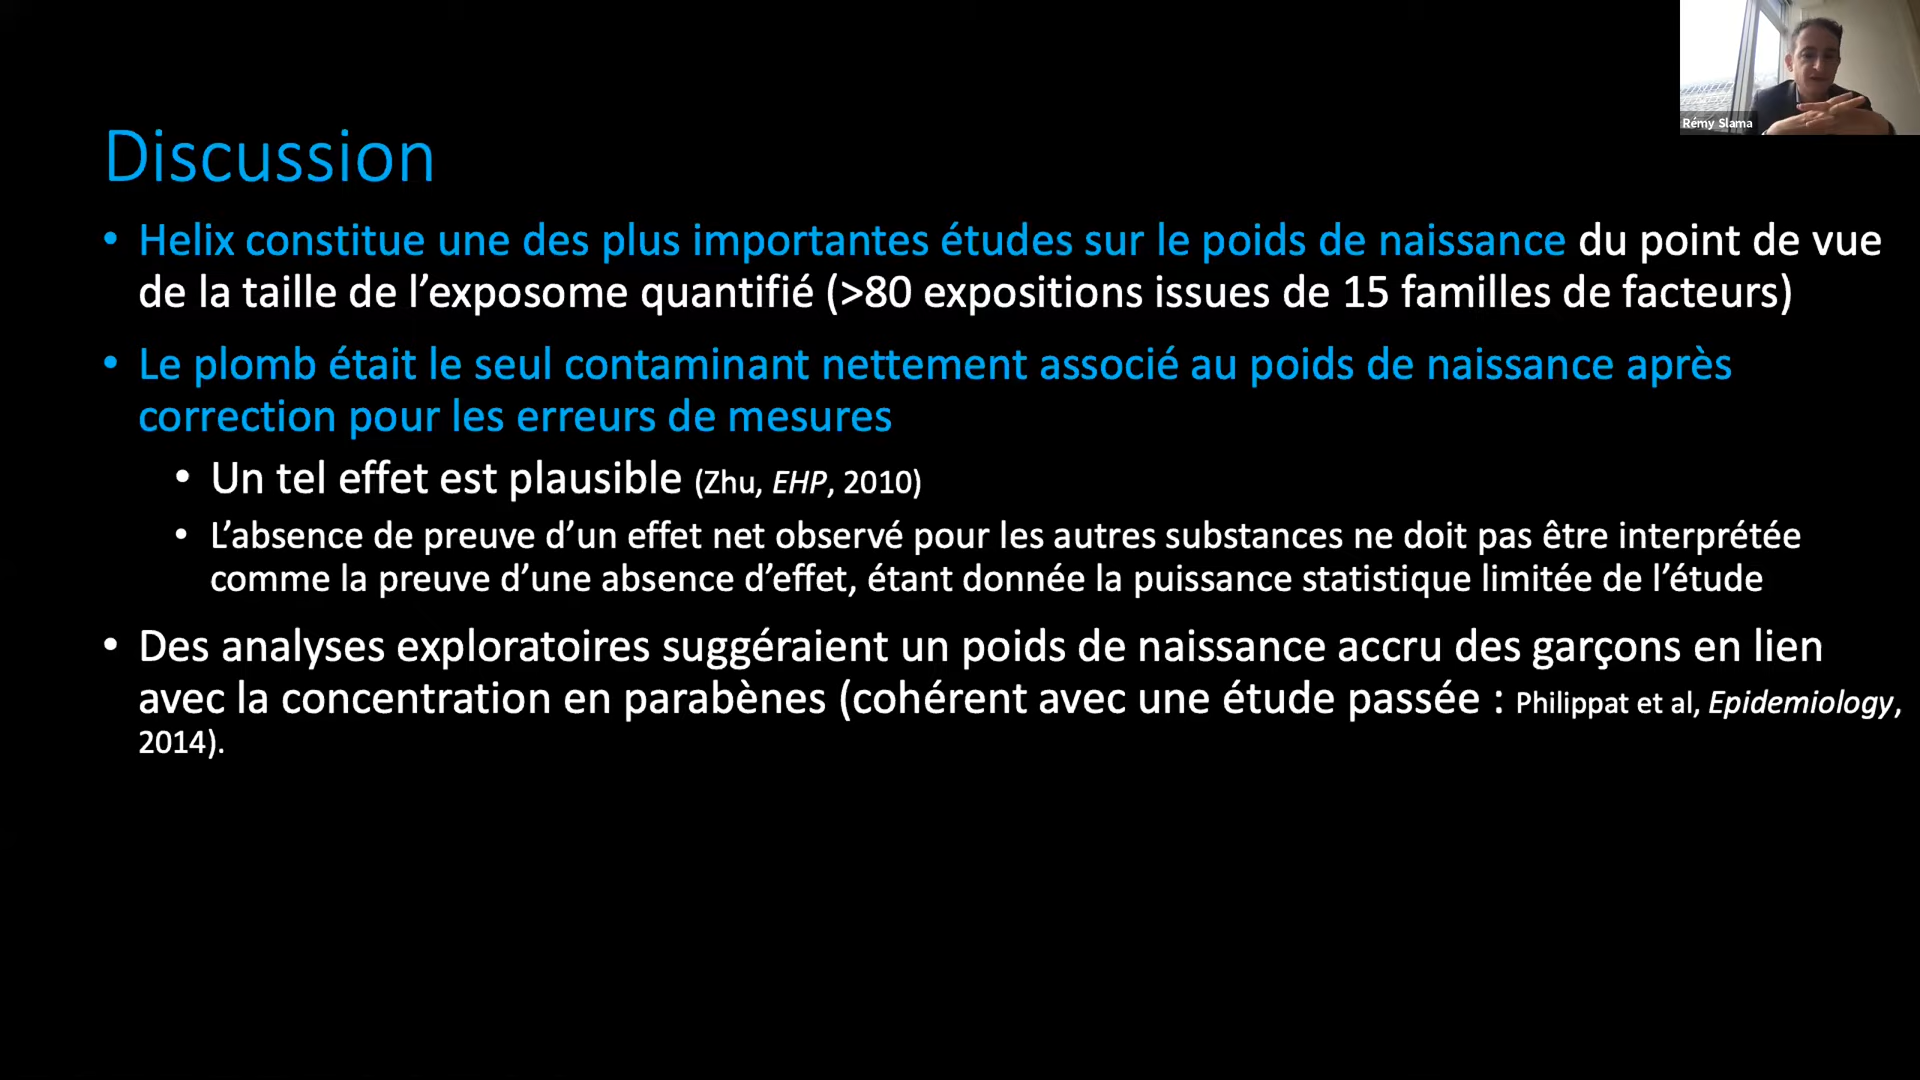 Rémy Slama
Discussion
• Helix constitue une des plus importantes études sur le poids de naissance du point de vue
de la taille de l’exposome quantifié (>80 expositions issues de 15 familles de facteurs)
• Le plomb était le seul contaminant nettement associé au poids de naissance après
correction pour les erreurs de mesures
• Un tel effet est plausible (Zhu, EHP, 2010)
• L’absence de preuve d’un effet net observé pour les autres substances ne doit pas être interprétée
comme la preuve d’une absence d’effet, étant donnée la puissance statistique limitée de l’étude
• Des analyses exploratoires suggéraient un poids de naissance accru des garçons en lien
avec la concentration en parabènes (cohérent avec une étude passée : Philippat et al, Epidemiology,
2014).